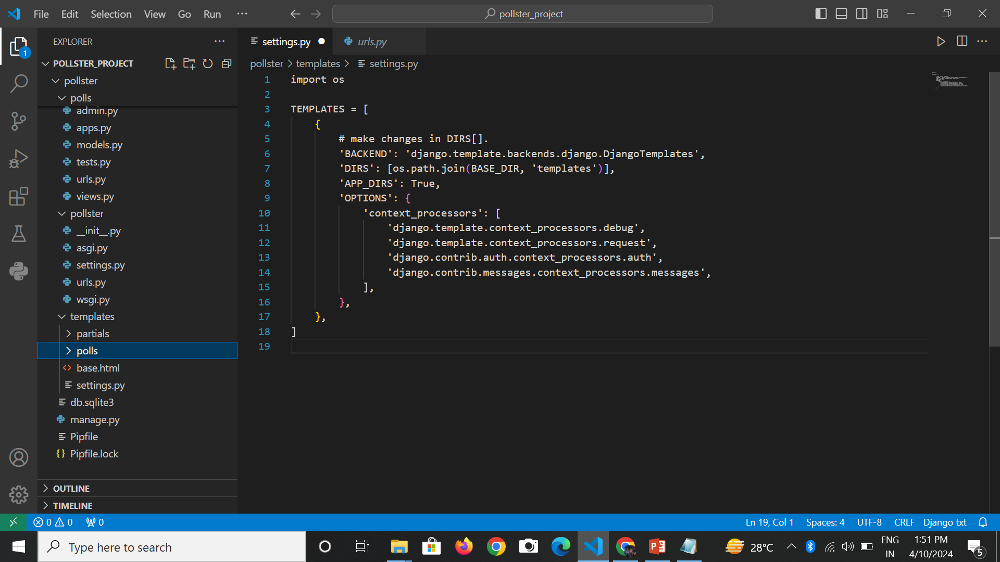 File Edit Selection View Go Run ···
pollster_project
EXPLORER
POLLSTER_PROJECT
pollster
polls
admin.py
apps.py
models.py
tests.py
urls.py
views.py
pollster
__init__.py
asgi.py
settings.py
urls.py
wsgi.py
templates
partials
polls
base.html
settings.py
db.sqlite3
manage.py
Pipfile
Pipfile.lock
OUTLINE
TIMELINE
1
settings.py
urls.py
pollster > templates > settings.py
1 import os
2
3 TEMPLATES = [
4 {
5 # make changes in DIRS[].
6 'BACKEND': 'django.template.backends.django.DjangoTemplates',
7 'DIRS': [os.path.join(BASE_DIR, 'templates')],
8 'APP_DIRS': True,
9 'OPTIONS': {
10 'context_processors': [
11 'django.template.context_processors.debug',
12 'django.template.context_processors.request',
13 'django.contrib.auth.context_processors.auth',
14 'django.contrib.messages.context_processors.messages',
15 ],
16 },
17 },
18 ]
19
0 0 0
Ln 19, Col 1 Spaces: 4 UTF-8 CRLF Django txt
Type here to search
28°C
ENG
IN
1:51 PM
4/10/2024
5